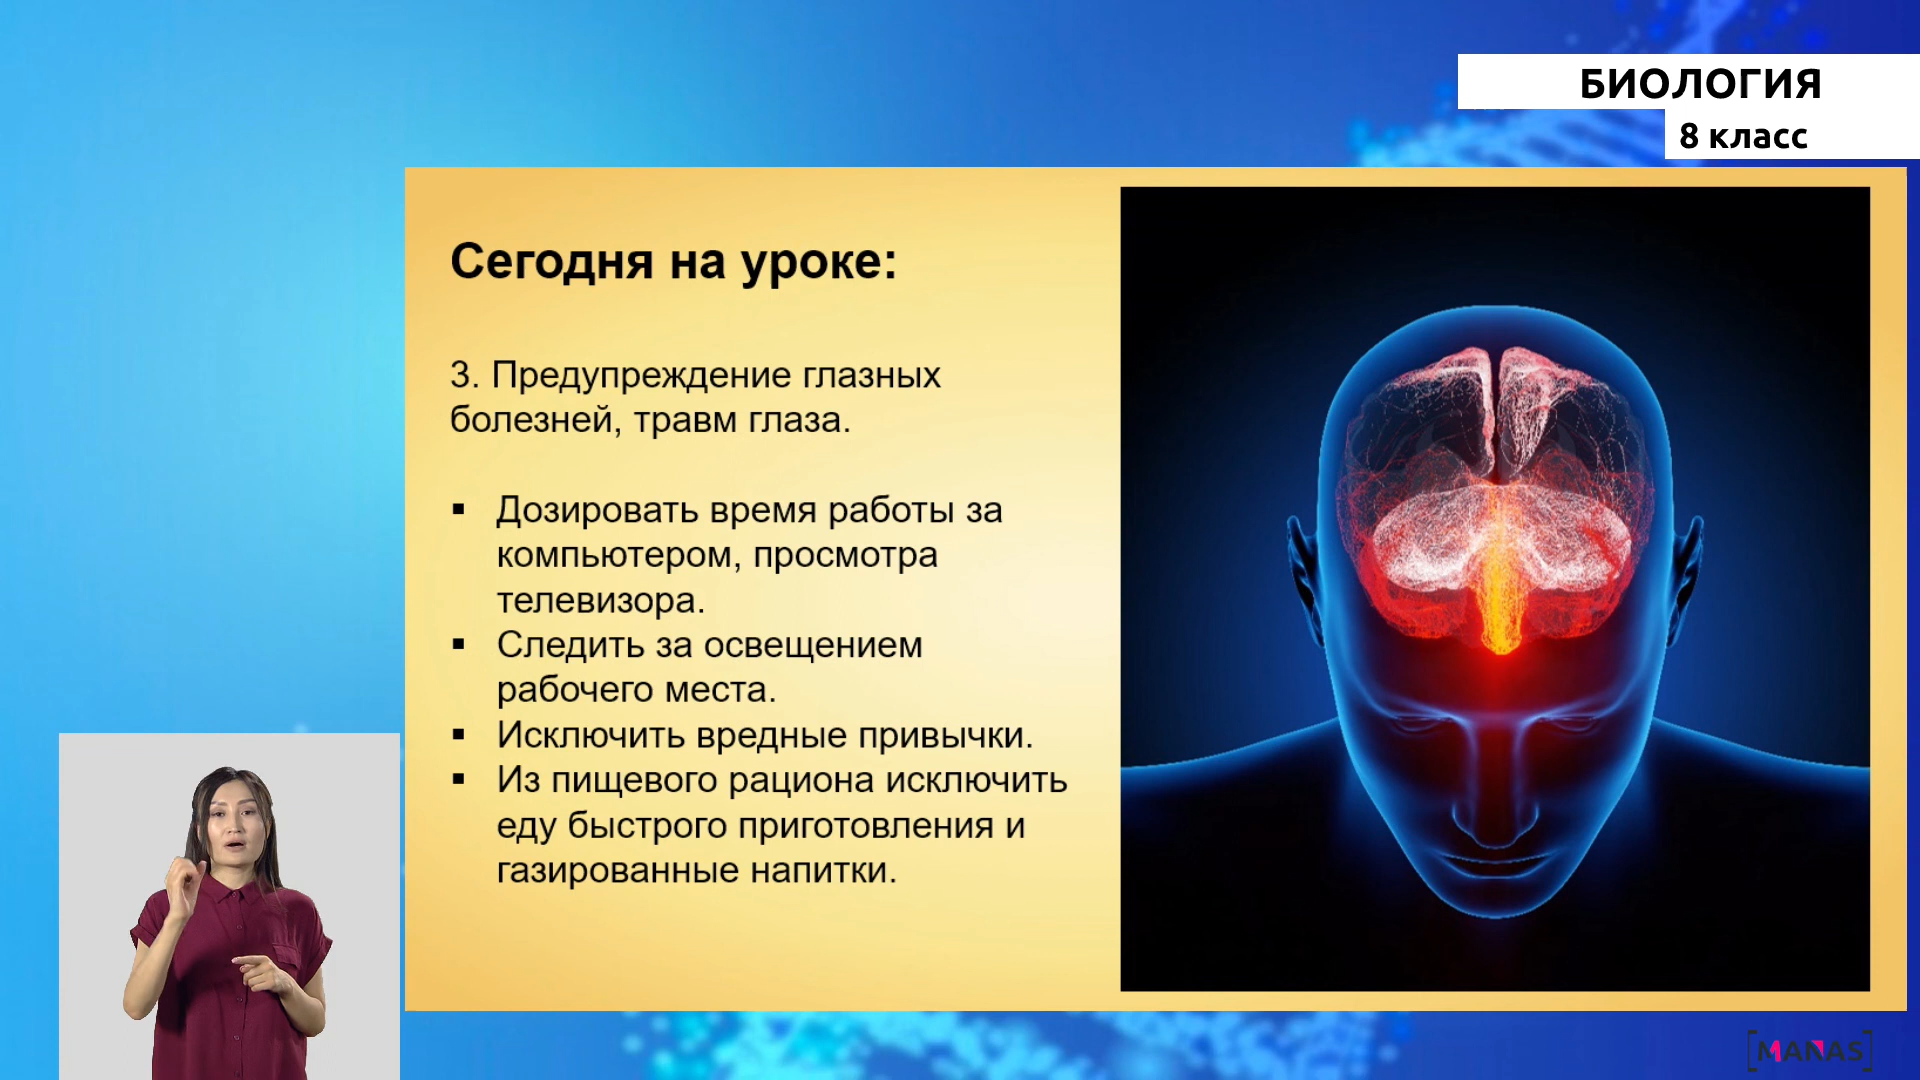 БИОЛОГИЯ
8 класс
Сегодня на уроке:
3. Предупреждение глазных
болезней, травм глаза.
▪ Дозировать время работы за
компьютером, просмотра
телевизора.
▪ Следить за освещением
рабочего места.
▪ Исключить вредные привычки.
▪ Из пищевого рациона исключить
еду быстрого приготовления и
газированные напитки.
[MANAS]